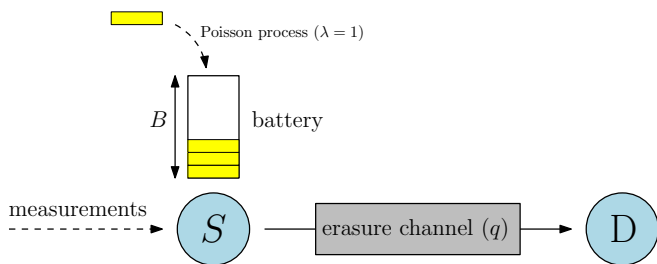 Poisson process (λ = 1)
B
battery
measurements
S
erasure channel (q)
D